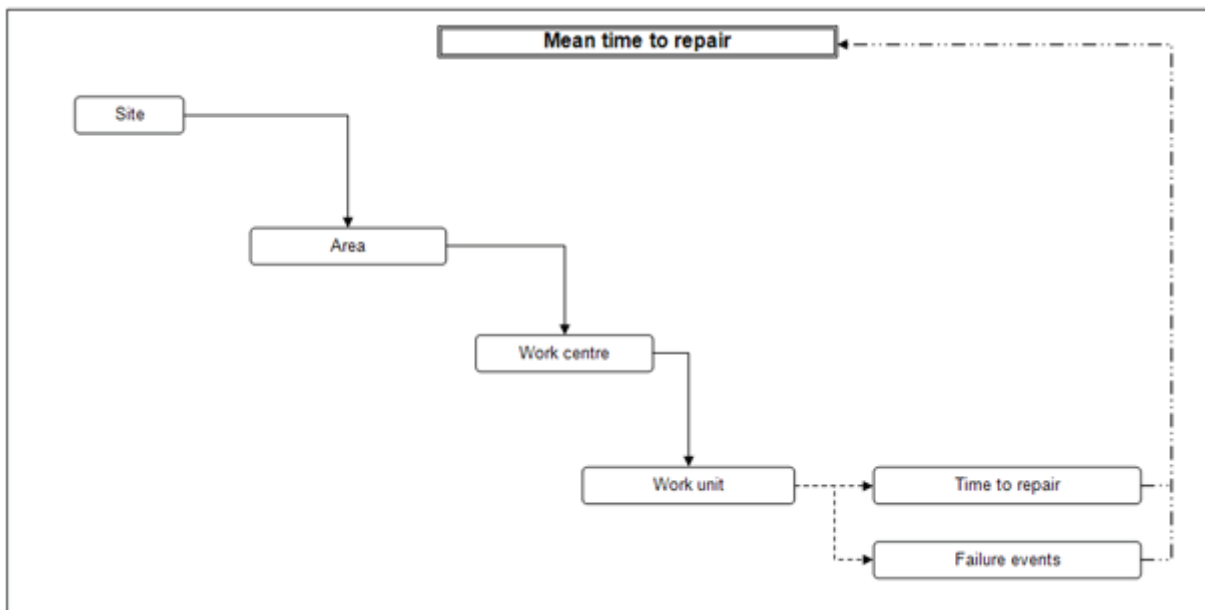 Mean time to repair
Site
Area
Work centre
Work unit
Time to repair
Failure events